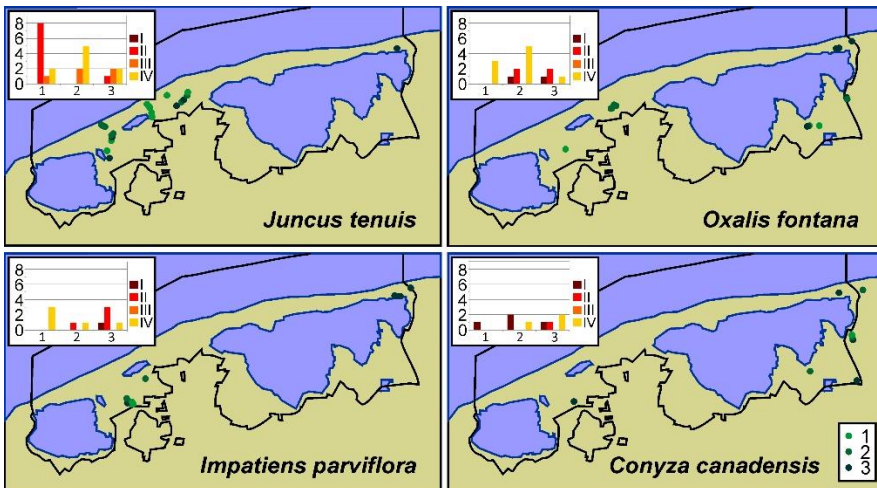 8
6
4
2
0
1 2 3
I
II
III
IV
Juncus tenuis
8
6
4
2
0
1 2 3
I
II
III
IV
Oxalis fontana
8
6
4
2
0
1 2 3
I
II
III
IV
Impatiens parviflora
8
6
4
2
0
1 2 3
I
II
III
IV
Conyza canadensis
1
2
3